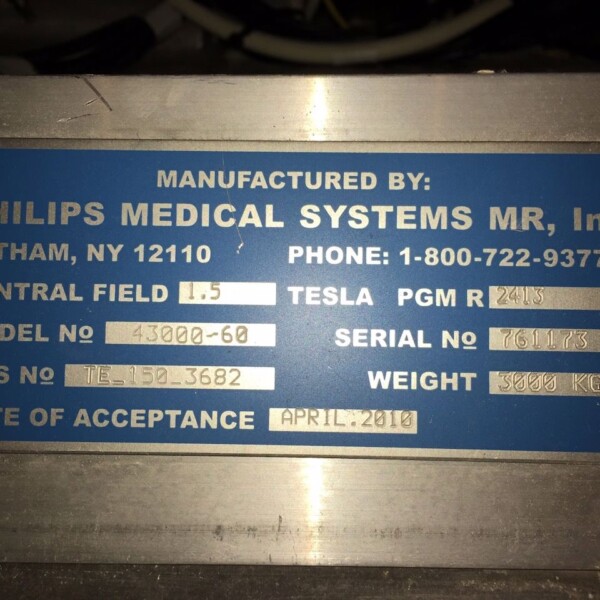 MANUFACTURED BY:
HILIPS MEDICAL SYSTEMS MR, In
THAM, NY 12110 PHONE: 1-800-722-9377
NTRAL FIELD 1.5 TESLA PGM R 2413
DEL Nº 43000-60 SERIAL Nº 761173
S Nº TE_150_3682 WEIGHT 3000 KG
TE OF ACCEPTANCE APRIL.2010